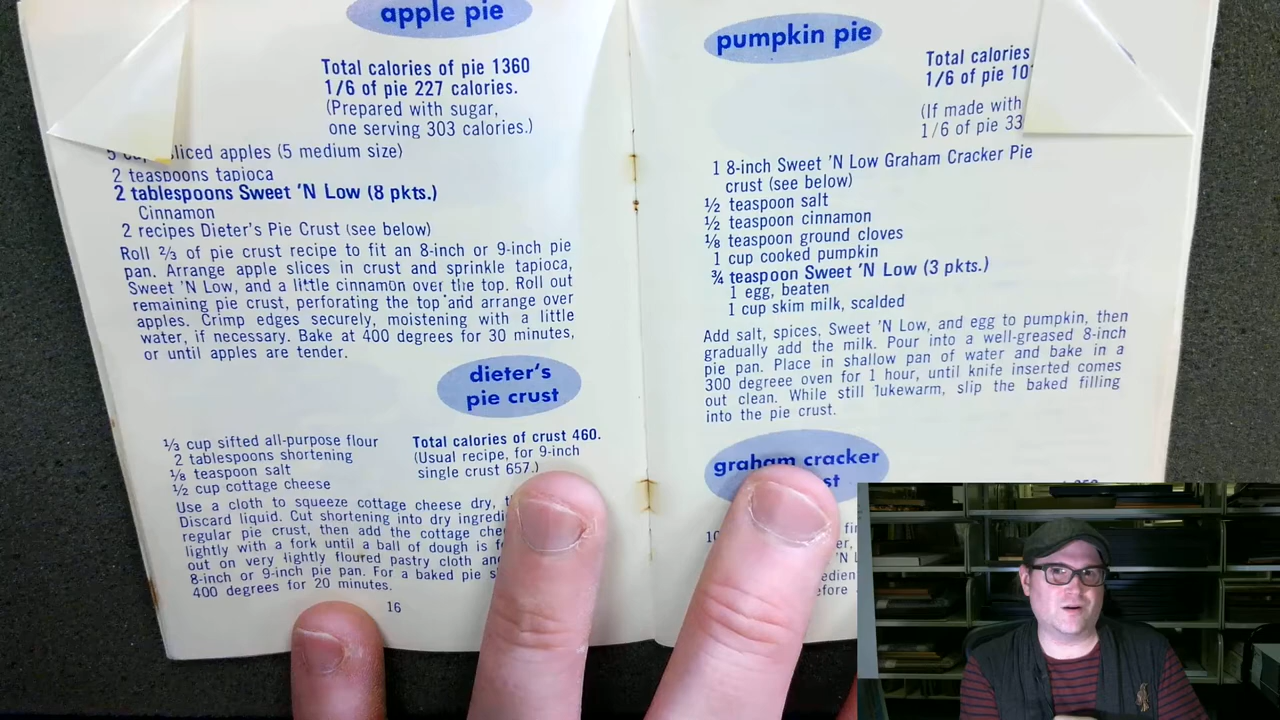 apple pie
Total calories of pie 1360
1/6 of pie 227 calories.
(Prepared with sugar,
one serving 303 calories.)
5 sliced apples (5 medium size)
2 teaspoons tapioca
2 tablespoons Sweet 'N Low (8 pkts.)
Cinnamon
2 recipes Dieter's Pie Crust (see below)
Roll ⅔ of pie crust recipe to fit an 8-inch or 9-inch pie
pan. Arrange apple slices in crust and sprinkle tapioca,
Sweet 'N Low, and a little cinnamon over the top. Roll out
remaining pie crust, perforating the top and arrange over
apples. Crimp edges securely, moistening with a little
water, if necessary. Bake at 400 degrees for 30 minutes,
or until apples are tender.
dieter's
pie crust
⅓ cup sifted all-purpose flour
2 tablespoons shortening
⅛ teaspoon salt
½ cup cottage cheese
Total calories of crust 460.
(Usual recipe, for 9-inch
single crust 657.)
Use a cloth to squeeze cottage cheese dry,
Discard liquid. Cut shortening into dry
regular pie crust, then add the cottage
lightly with a fork until a ball of dough is
out on very lightly floured pastry cloth
8-inch or 9-inch pie pan. For a baked pie
400 degrees for 20 minutes.
16
pumpkin pie
Total calories
1/6 of pie
(If made with
1/6 of pie
1 8-inch Sweet 'N Low Graham Cracker Pie
crust (see below)
½ teaspoon salt
½ teaspoon cinnamon
⅛ teaspoon ground cloves
1 cup cooked pumpkin
¾ teaspoon Sweet 'N Low (3 pkts.)
1 egg, beaten
1 cup skim milk, scalded
Add salt, spices, Sweet 'N Low, and egg to pumpkin, then
gradually add the milk. Pour into a well-greased 8-inch
pie pan. Place in shallow pan of water and bake in a
300 degreee oven for 1 hour, until knife inserted comes
out clean. While still lukewarm, slip the baked filling
into the pie crust.
graham cracker